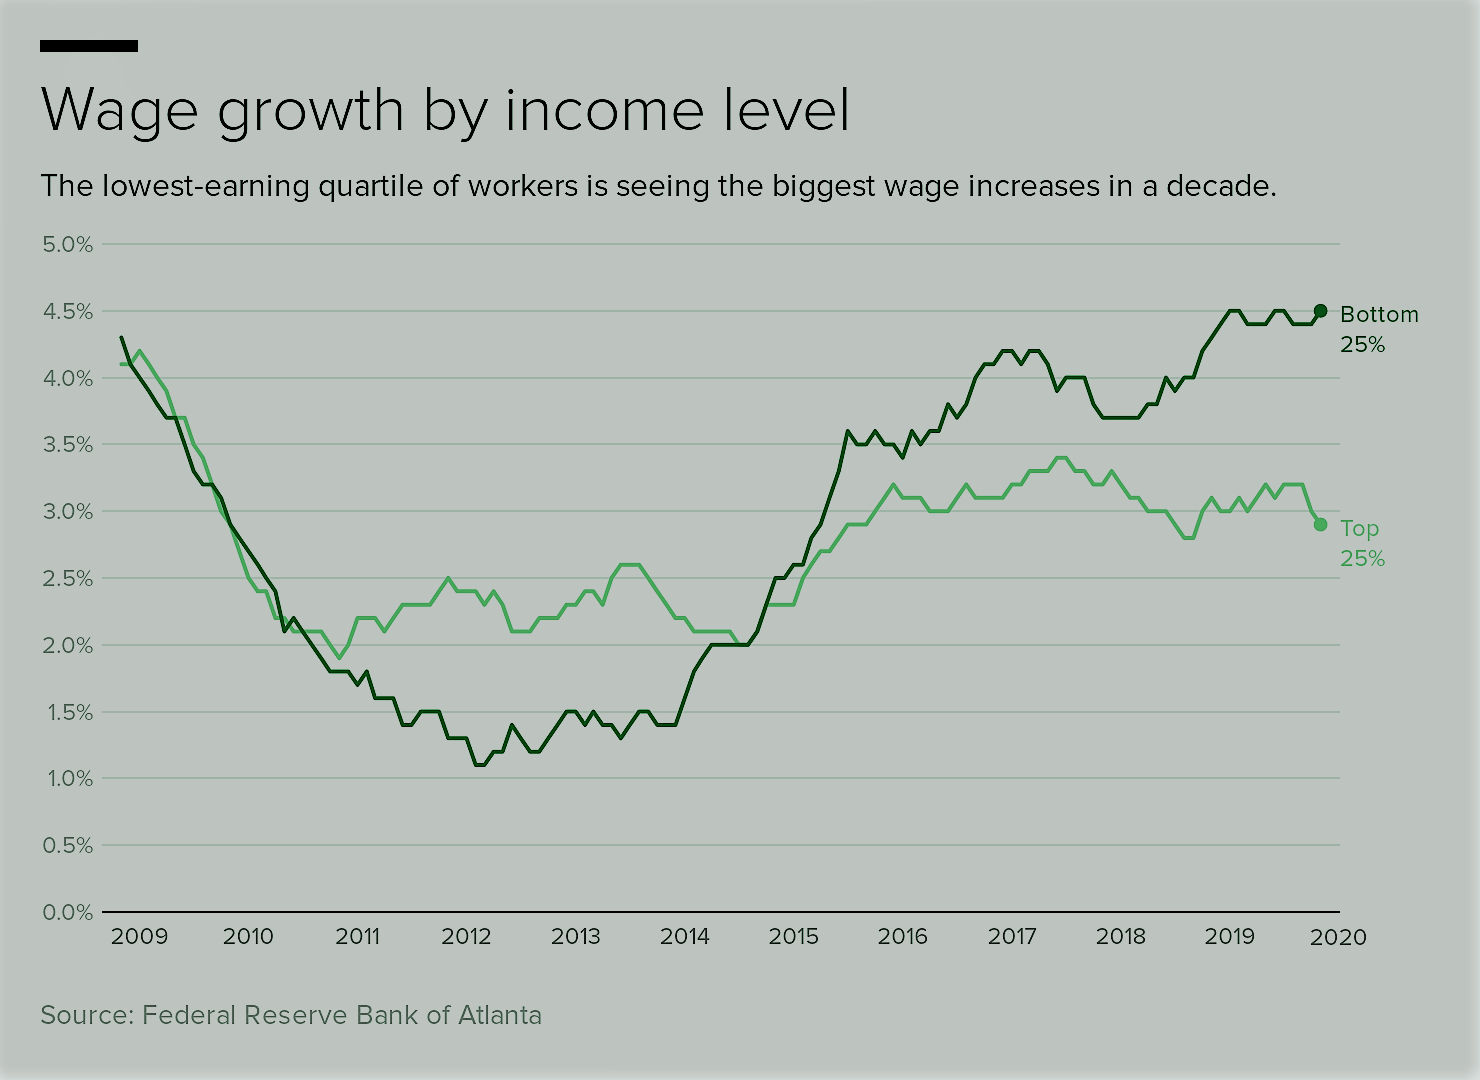 Wage growth by income level
The lowest-earning quartile of workers is seeing the biggest wage increases in a decade.
5.0%
4.5%
Bottom
25%
4.0%
3.5%
3.0%
Top
25%
2.5%
2.0%
1.5%
1.0%
0.5%
0.0%
2009 2010 2011 2012 2013 2014 2015 2016 2017 2018 2019 2020
Source: Federal Reserve Bank of Atlanta